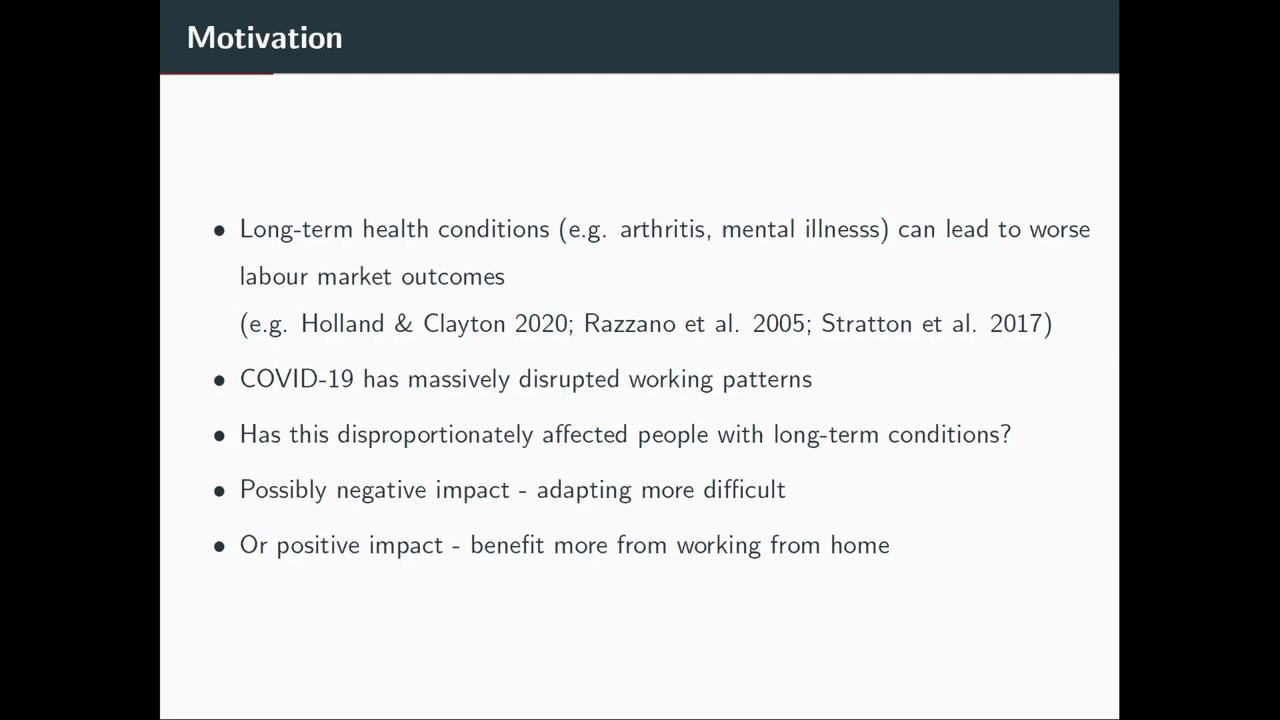 Motivation
• Long-term health conditions (e.g. arthritis, mental illnesss) can lead to worse
labour market outcomes
(e.g. Holland & Clayton 2020; Razzano et al. 2005; Stratton et al. 2017)
• COVID-19 has massively disrupted working patterns
• Has this disproportionately affected people with long-term conditions?
• Possibly negative impact - adapting more difficult
• Or positive impact - benefit more from working from home